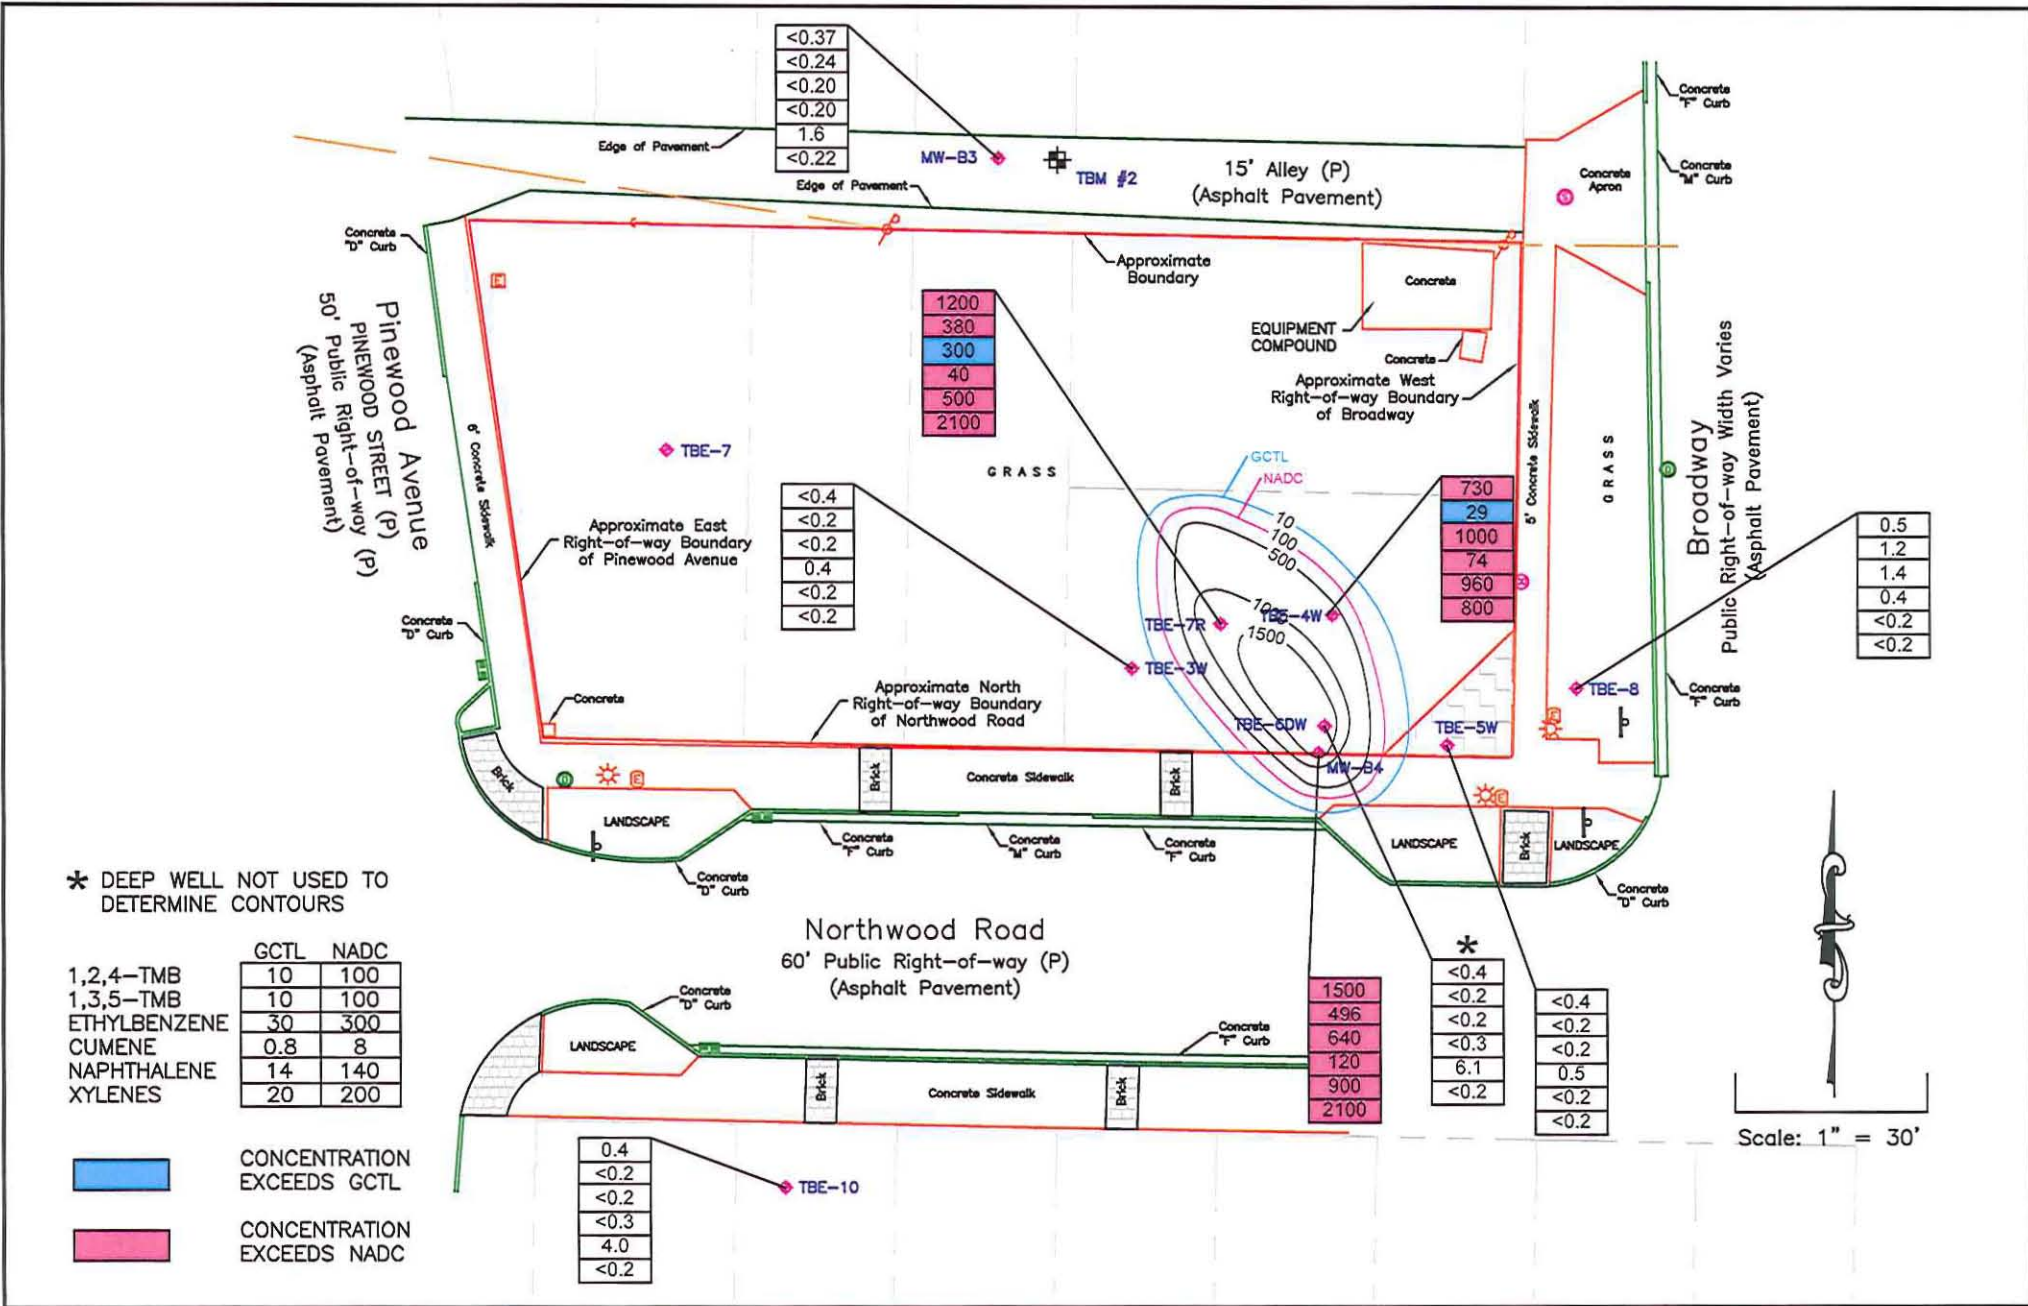 <0.37
<0.24
<0.20
<0.20
1.6
<0.22
Edge of Pavement
MW-B3
TBM #2
15' Alley (P)
(Asphalt Pavement)
Edge of Pavement
Concrete
"F" Curb
Concrete
"M" Curb
Concrete
Apron
S
Concrete
"D" Curb
E
Approximate
Boundary
Concrete
EQUIPMENT
COMPOUND
Concrete
Approximate West
Right-of-way Boundary
of Broadway
Pinewood Avenue
PINEWOOD STREET (P)
50' Public Right-of-way (P)
(Asphalt Pavement)
6' Concrete Sidewalk
1200
380
300
40
500
2100
TBE-7
GRASS
GCTL
NADC
10
100
500
1500
730
29
1000
74
960
800
5' Concrete Sidewalk
GRASS
Broadway
Public Right-of-way Width Varies
(Asphalt Pavement)
0.5
1.2
1.4
0.4
<0.2
<0.2
<0.4
<0.2
<0.2
0.4
<0.2
<0.2
Approximate East
Right-of-way Boundary
of Pinewood Avenue
Concrete
"D" Curb
TBE-7R
TBE-4W
TBE-3W
TBE-8
Concrete
"F" Curb
Concrete
Approximate North
Right-of-way Boundary
of Northwood Road
TBE-6DW
TBE-5W
MW-B4
Brick
Brick
Concrete Sidewalk
Brick
E
E
E
LANDSCAPE
Concrete
"F" Curb
Concrete
"M" Curb
Concrete
"F" Curb
LANDSCAPE
Brick
LANDSCAPE
Concrete
"D" Curb
Concrete
"D" Curb
* DEEP WELL NOT USED TO
DETERMINE CONTOURS
Northwood Road
60' Public Right-of-way (P)
(Asphalt Pavement)
GCTL NADC
1,2,4-TMB 10 100
1,3,5-TMB 10 100
ETHYLBENZENE 30 300
CUMENE 0.8 8
NAPHTHALENE 14 140
XYLENES 20 200
Concrete
"D" Curb
LANDSCAPE
Brick
Concrete Sidewalk
Brick
Concrete
"F" Curb
1500
496
640
120
900
2100
*
<0.4
<0.2
<0.2
<0.3
6.1
<0.2
<0.4
<0.2
<0.2
0.5
<0.2
<0.2
Scale: 1" = 30'
CONCENTRATION
EXCEEDS GCTL
CONCENTRATION
EXCEEDS NADC
0.4
<0.2
<0.2
<0.3
4.0
<0.2
TBE-10